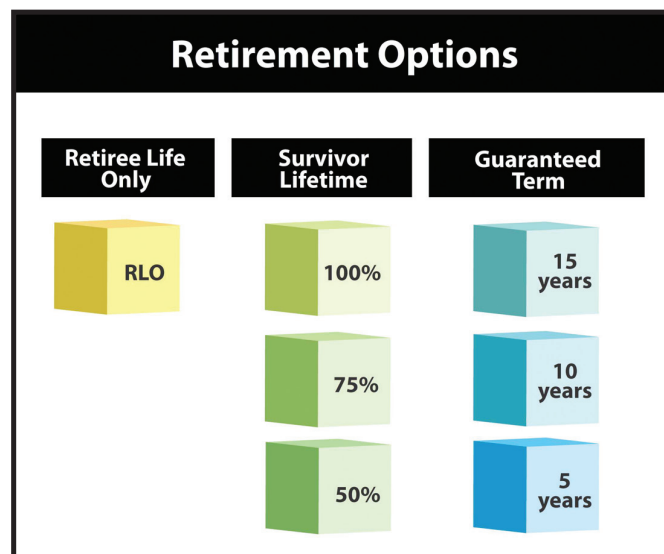 Retirement Options
Retiree Life
Only
Survivor
Lifetime
Guaranteed
Term
RLO
100%
15
years
75%
10
years
50%
5
years